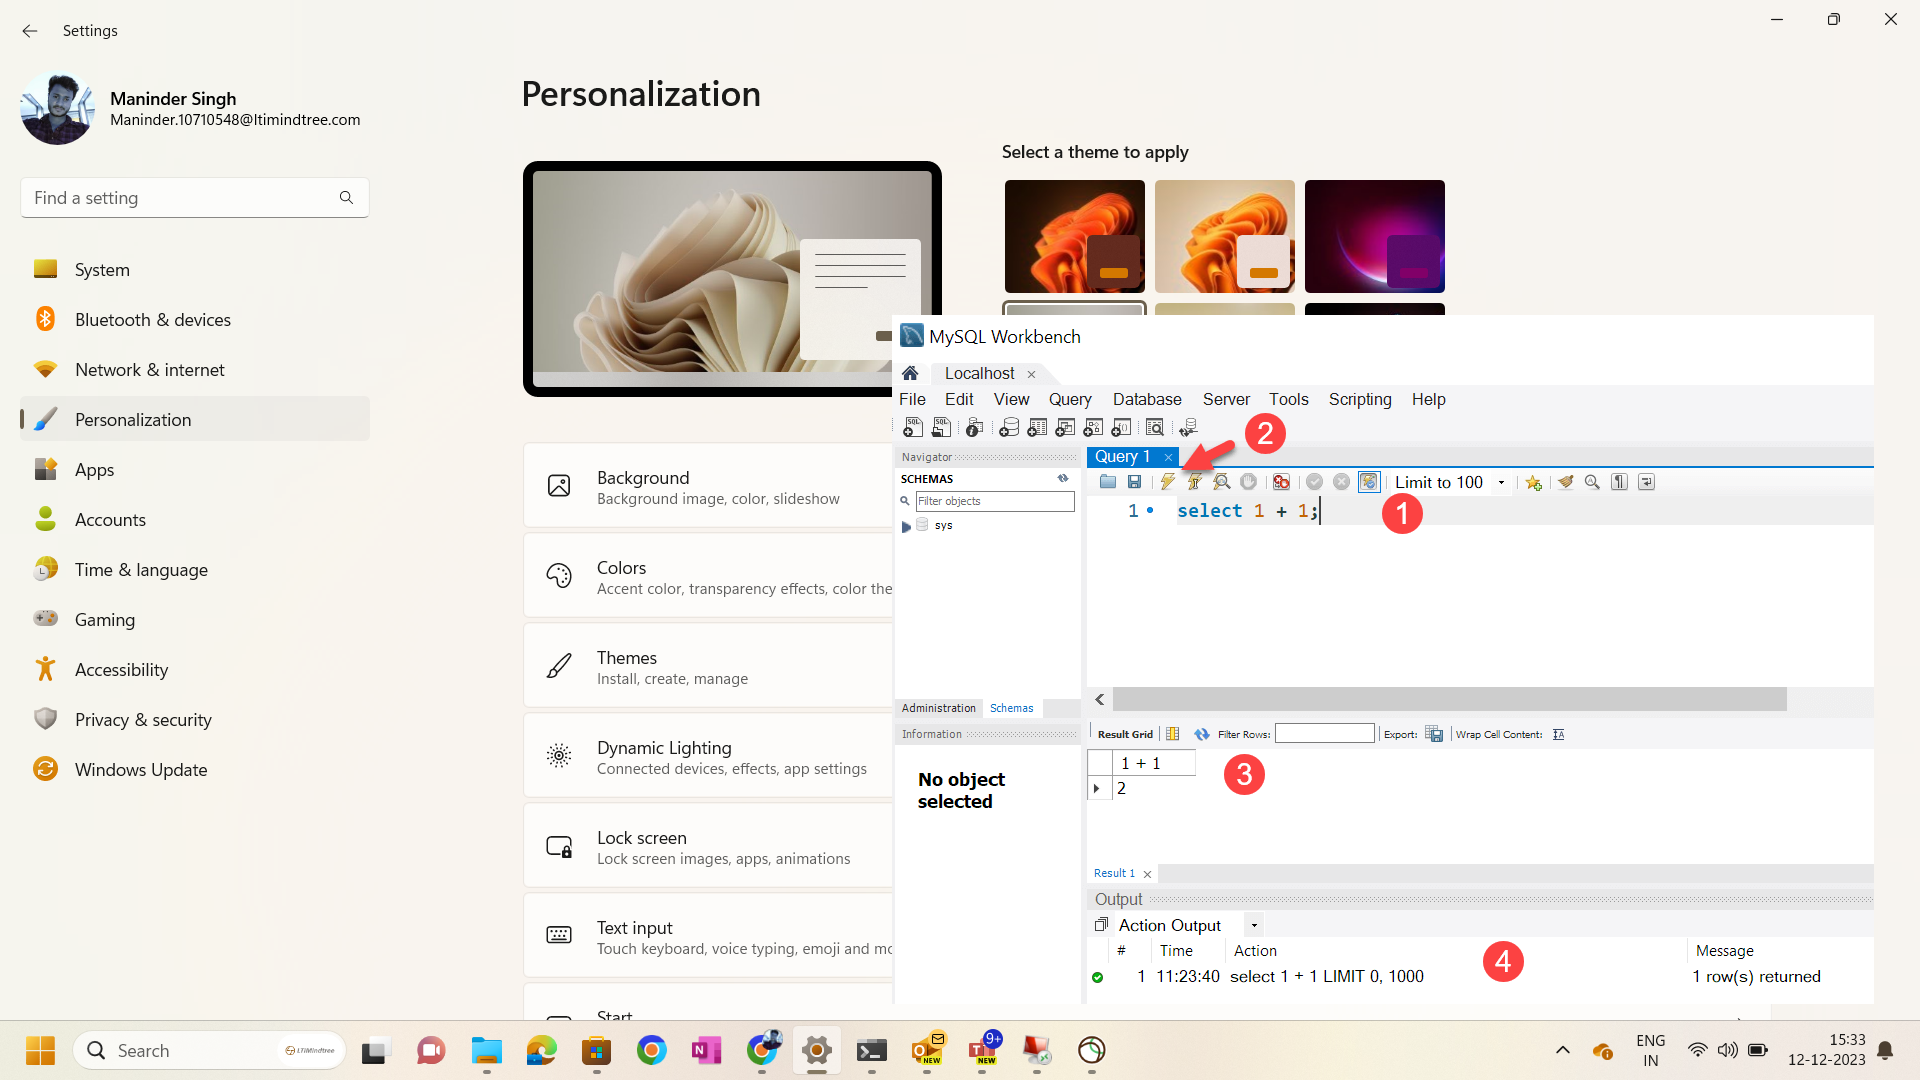 Settings
Maninder Singh
Maninder.10710548@ltimindtree.com
Find a setting
System
Bluetooth & devices
Network & internet
Personalization
Apps
Accounts
Time & language
Gaming
Accessibility
Privacy & security
Windows Update
Personalization
Select a theme to apply
Background
Background image, color, slideshow
Colors
Accent color, transparency effects, color the
Themes
Install, create, manage
Dynamic Lighting
Connected devices, effects, app settings
Lock screen
Lock screen images, apps, animations
Text input
Touch keyboard, voice typing, emoji and mo
Start
MySQL Workbench
Localhost
File Edit View Query Database Server Tools Scripting Help
2
Navigator
SCHEMAS
Filter objects
sys
Administration Schemas
Information
No object
selected
Query 1
Limit to 100
1 select 1 + 1;
1
Result Grid Filter Rows: Export: Wrap Cell Content:
1 + 1
2
3
Result 1
Output
Action Output
# Time Action Message
4
1 11:23:40 select 1 + 1 LIMIT 0, 1000 1 row(s) returned
Search LTIMindtree
NEW
9+
NEW
ENG
IN
15:33
12-12-2023